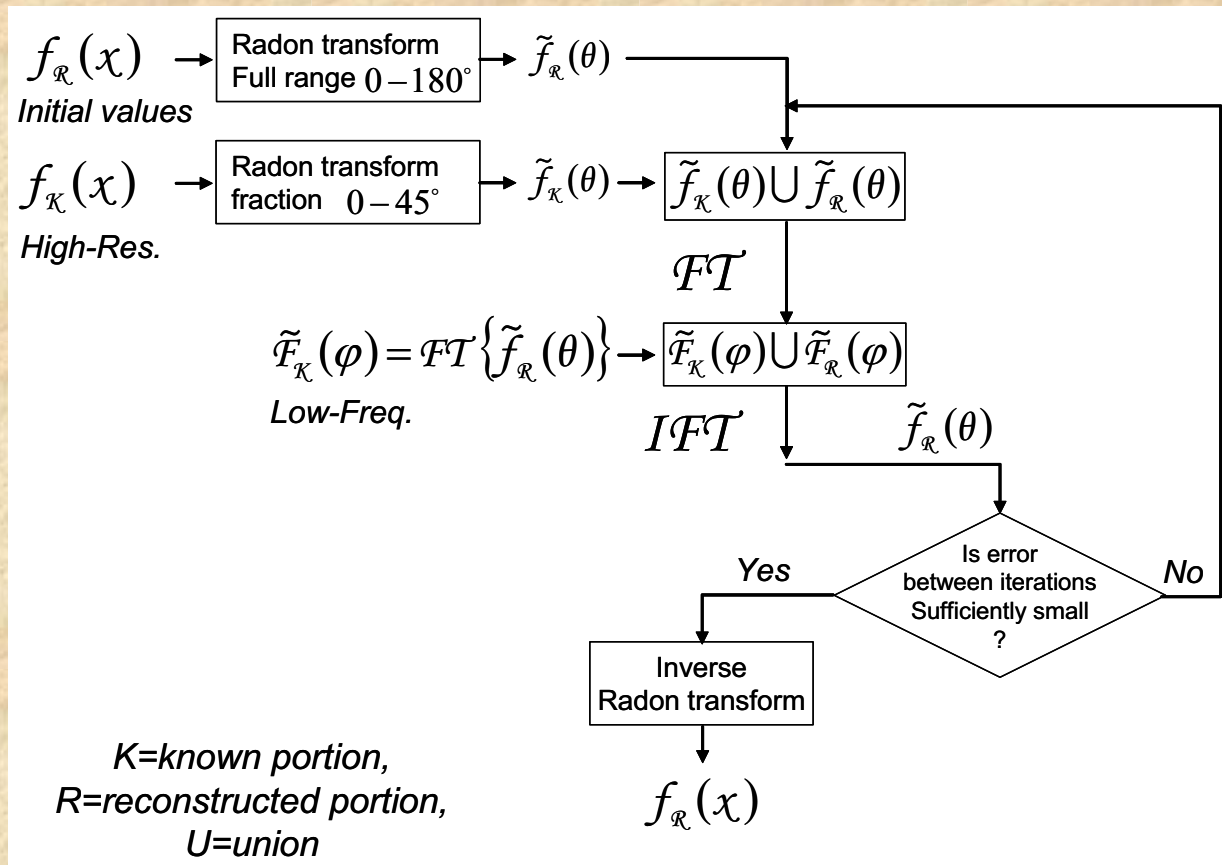 f_R(x)
Initial values
Radon transform
Full range 0–180°
f̃_R(θ)
f_K(x)
High-Res.
Radon transform
fraction 0–45°
f̃_K(θ)
f̃_K(θ)∪f̃_R(θ)
FT
F̃_K(φ)=FT{f̃_R(θ)}
Low-Freq.
F̃_K(φ)∪F̃_R(φ)
IFT
f̃_R(θ)
Is error
between iterations
Sufficiently small
?
Yes
No
Inverse
Radon transform
f_R(x)
K=known portion,
R=reconstructed portion,
U=union